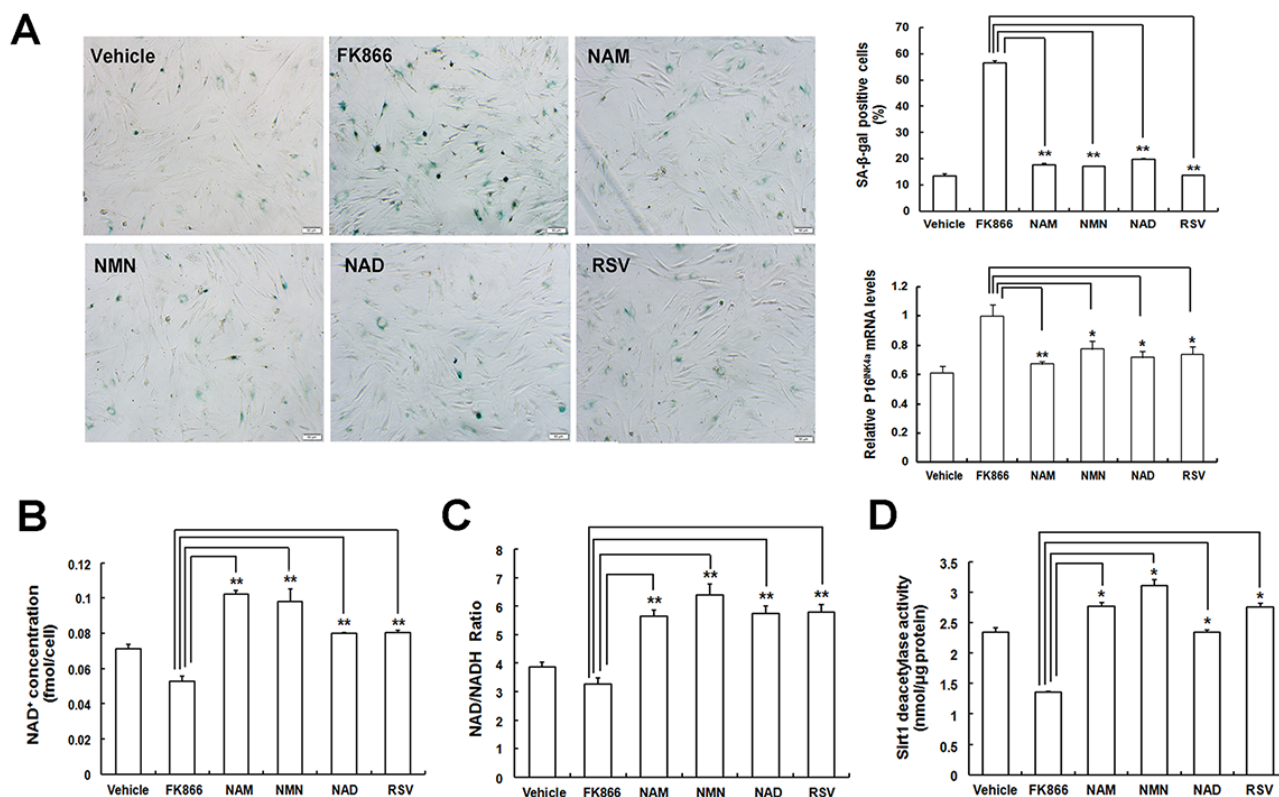 A
Vehicle
FK866
NAM
NMN
NAD
RSV
SA-β-gal positive cells
(%)
70
60
50
40
30
20
10
0
** ** ** **
Vehicle FK866 NAM NMN NAD RSV
Relative P16INK4a mRNA levels
1.2
1
0.8
0.6
0.4
0.2
0
** * * *
Vehicle FK866 NAM NMN NAD RSV
B
NAD+ concentration
(fmol/cell)
0.12
0.1
0.08
0.06
0.04
0.02
0
** ** ** **
Vehicle FK866 NAM NMN NAD RSV
C
NAD/NADH Ratio
8
7
6
5
4
3
2
1
0
** ** ** **
Vehicle FK866 NAM NMN NAD RSV
D
Sirt1 deacetylase activity
(nmol/μg protein)
3.5
3
2.5
2
1.5
1
0.5
0
* * * *
Vehicle FK866 NAM NMN NAD RSV